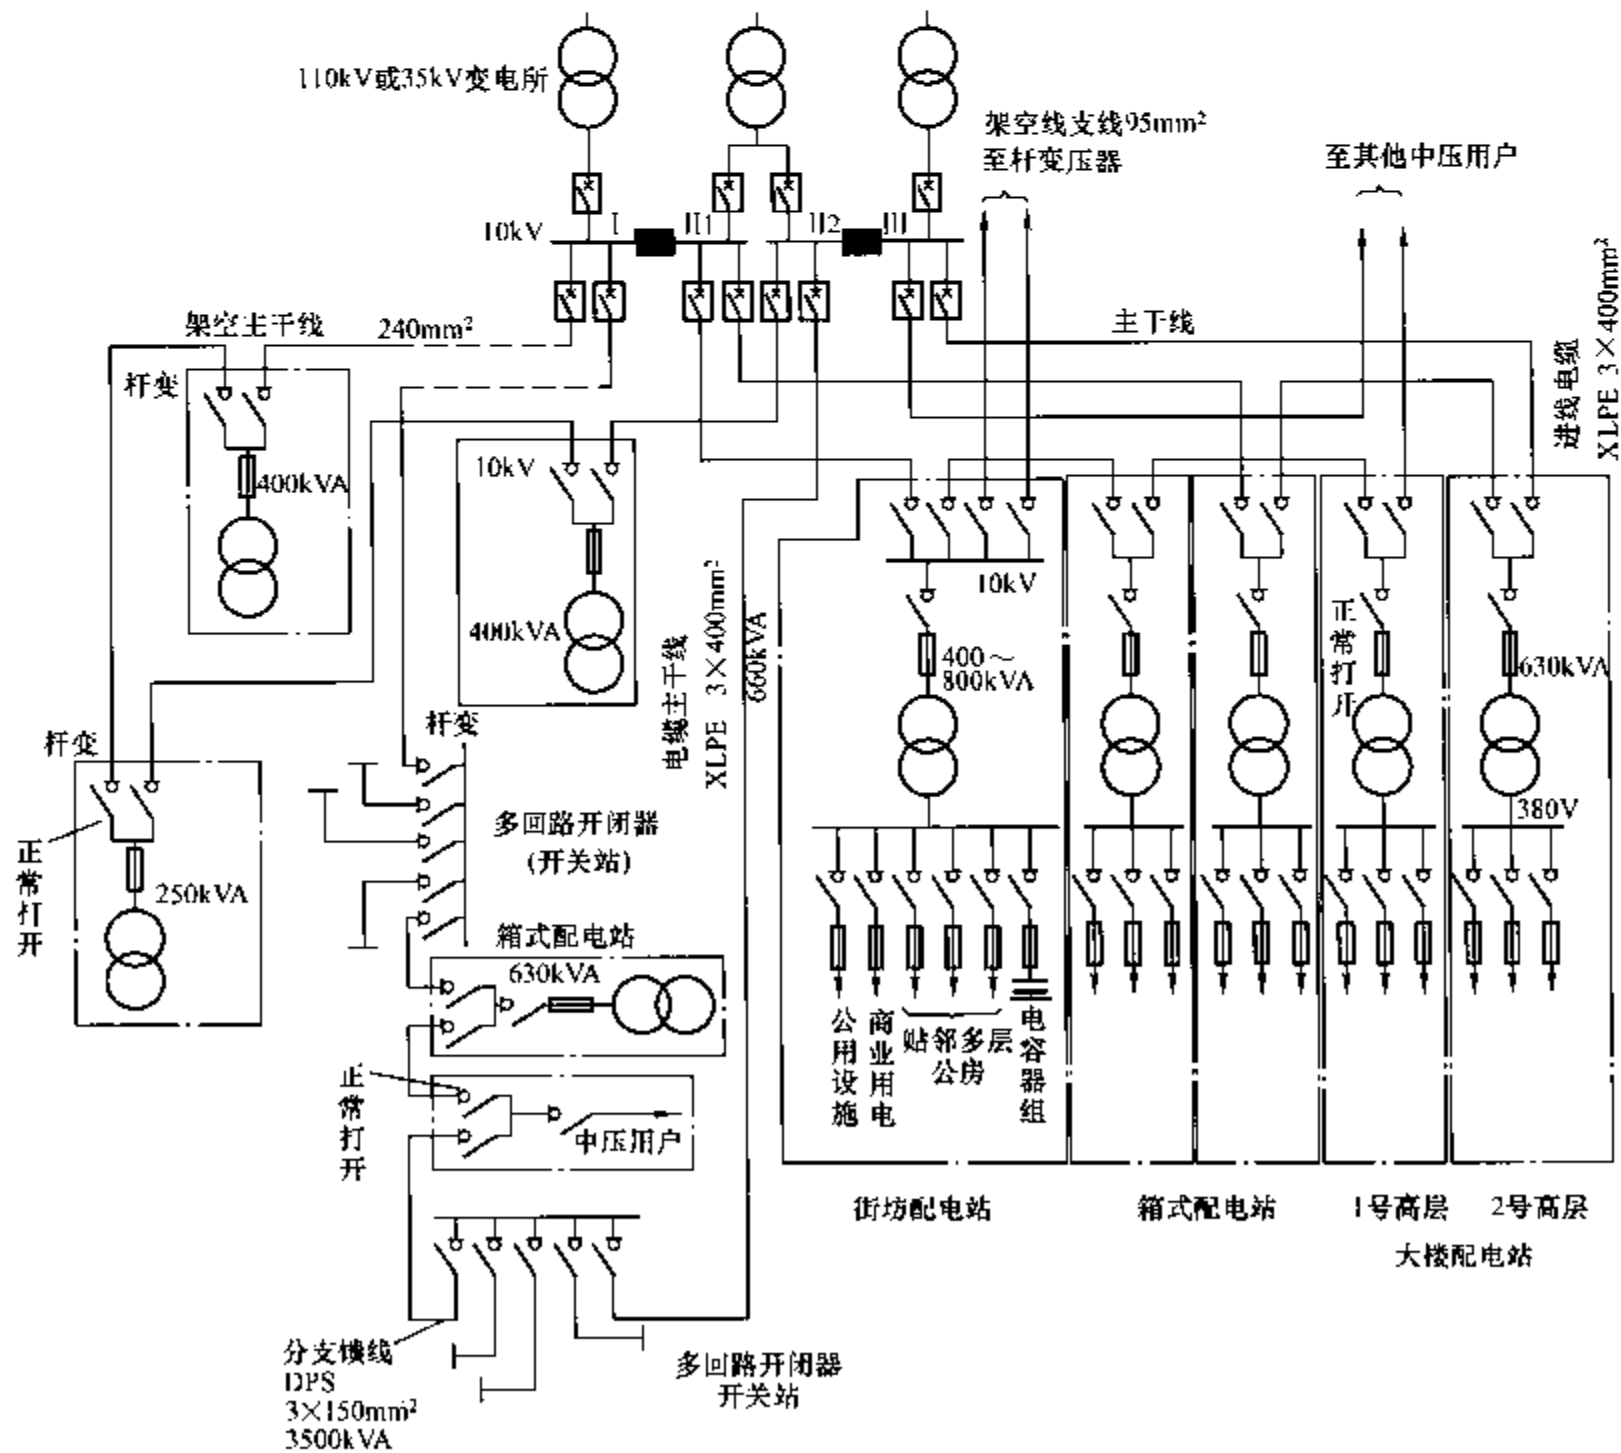 110kV或35kV变电所
架空线支线95mm²
至杆变压器
至其他中压用户
10kV
I
II1
II2
III
架空主干线
240mm²
主干线
进线电缆
XLPE 3×400mm²
杆变
400kVA
10kV
400kVA
杆变
电缆主干线
XLPE 3×400mm²
660kVA
10kV
400～
800kVA
正常打开
630kVA
380V
杆变
正常打开
250kVA
多回路开闭器
(开关站)
箱式配电站
630kVA
正常打开
中压用户
公用设施
商业用电
贴邻多层
公房
电容器组
街坊配电站
箱式配电站
1号高层
2号高层
大楼配电站
分支馈线
DPS
3×150mm²
3500kVA
多回路开闭器
开关站